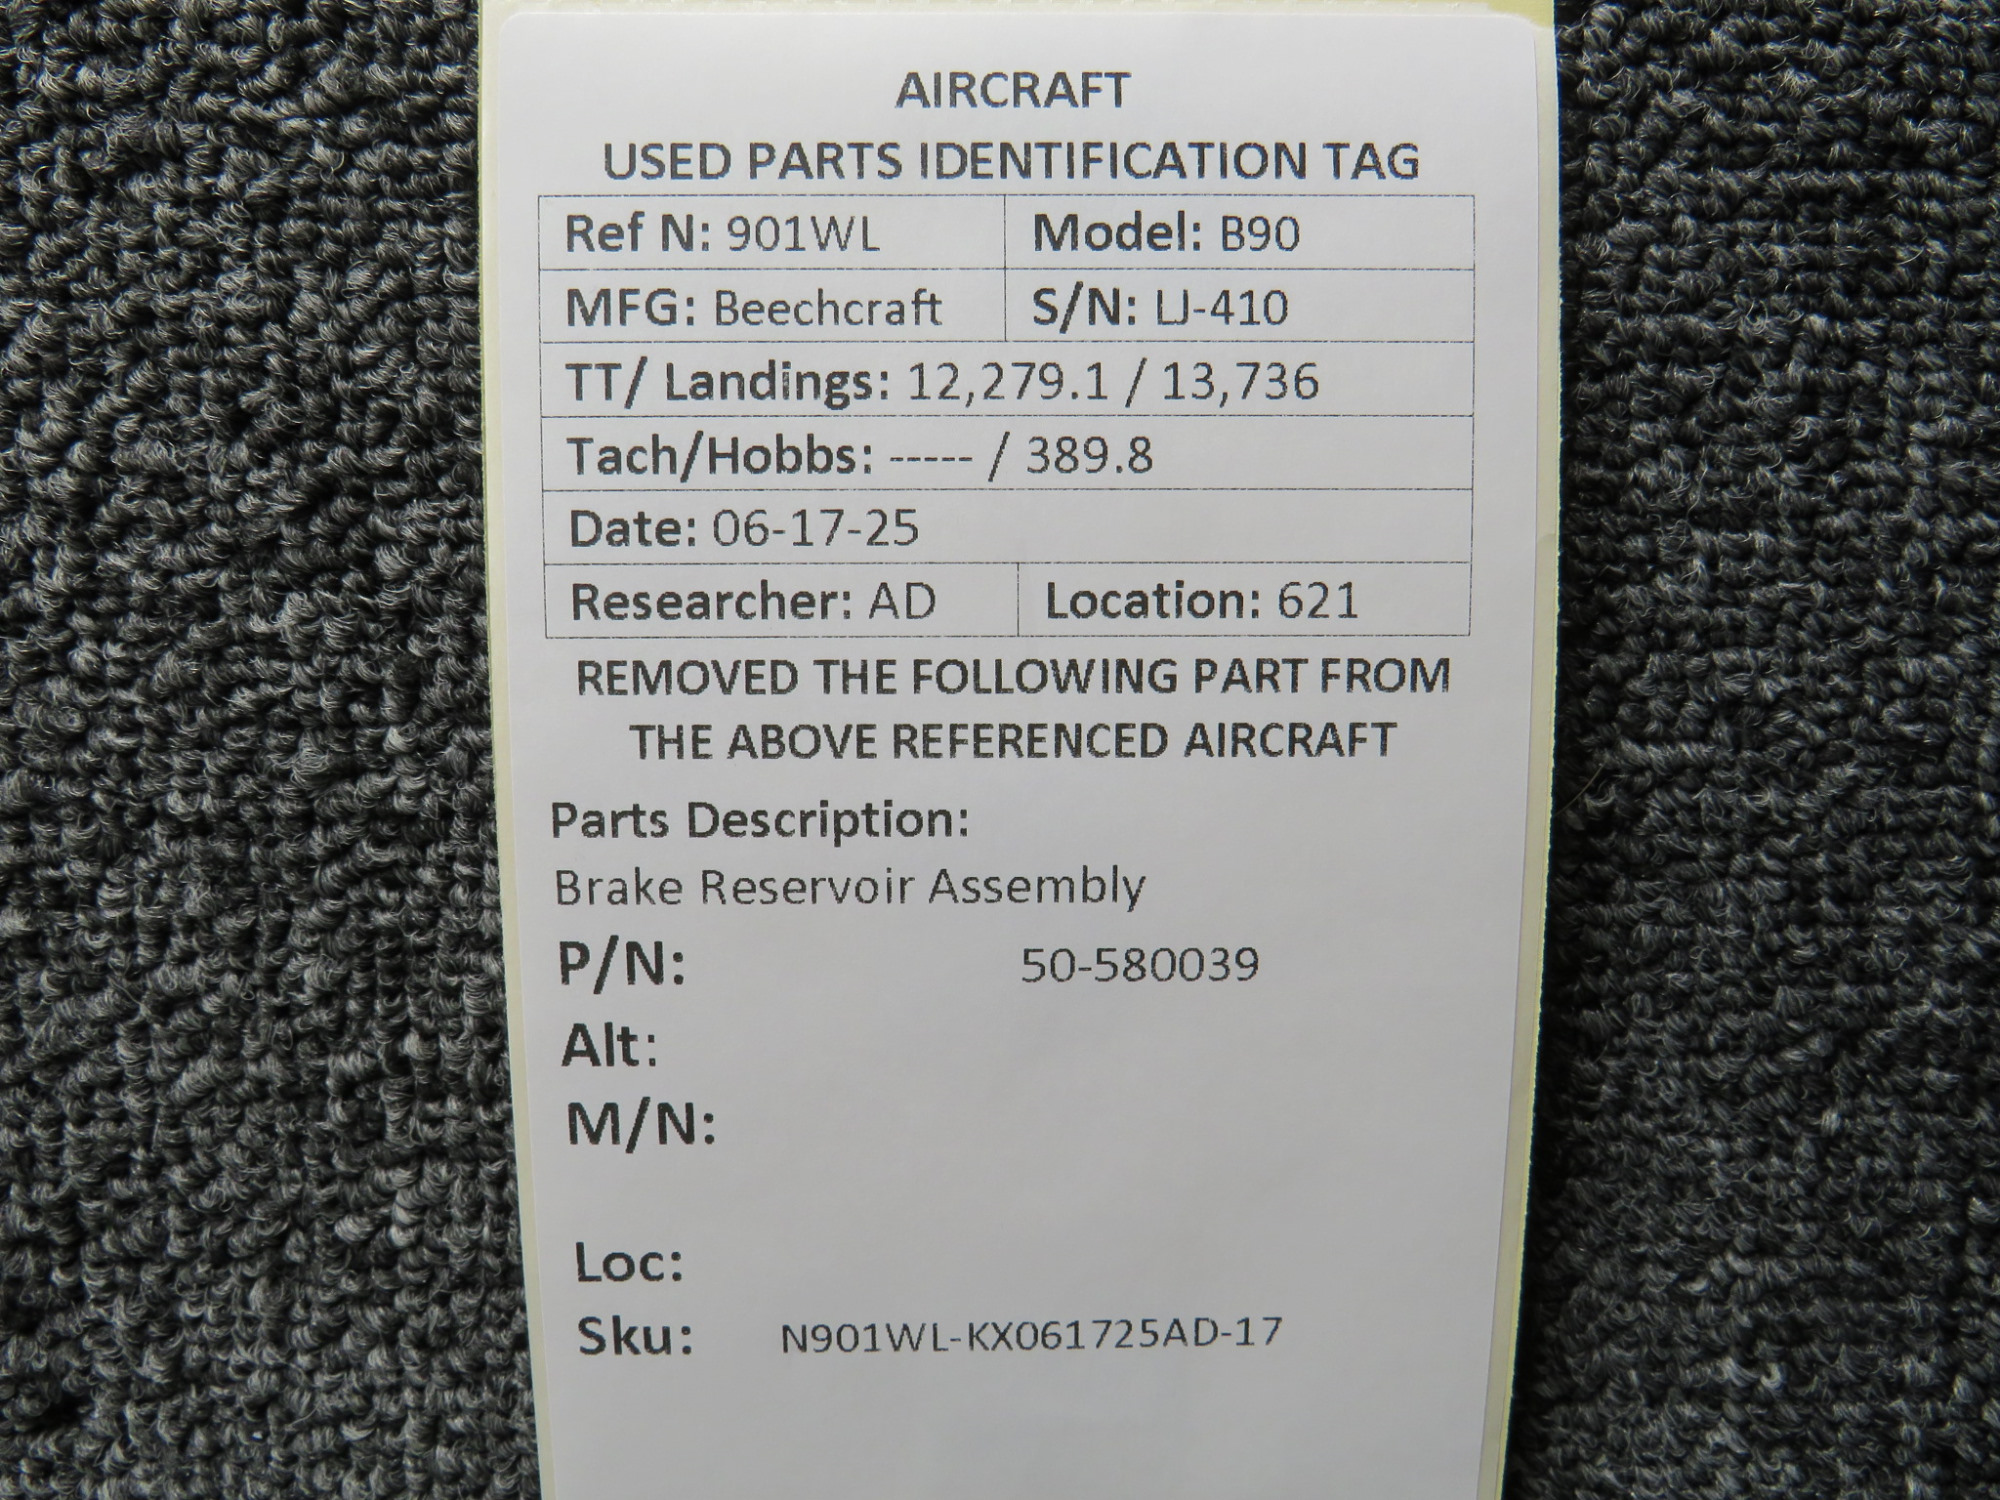 AIRCRAFT
USED PARTS IDENTIFICATION TAG
Ref N: 901WL Model: B90
MFG: Beechcraft S/N: LJ-410
TT/ Landings: 12,279.1 / 13,736
Tach/Hobbs: ----- / 389.8
Date: 06-17-25
Researcher: AD Location: 621
REMOVED THE FOLLOWING PART FROM
THE ABOVE REFERENCED AIRCRAFT
Parts Description:
Brake Reservoir Assembly
P/N: 50-580039
Alt:
M/N:
Loc:
Sku: N901WL-KX061725AD-17